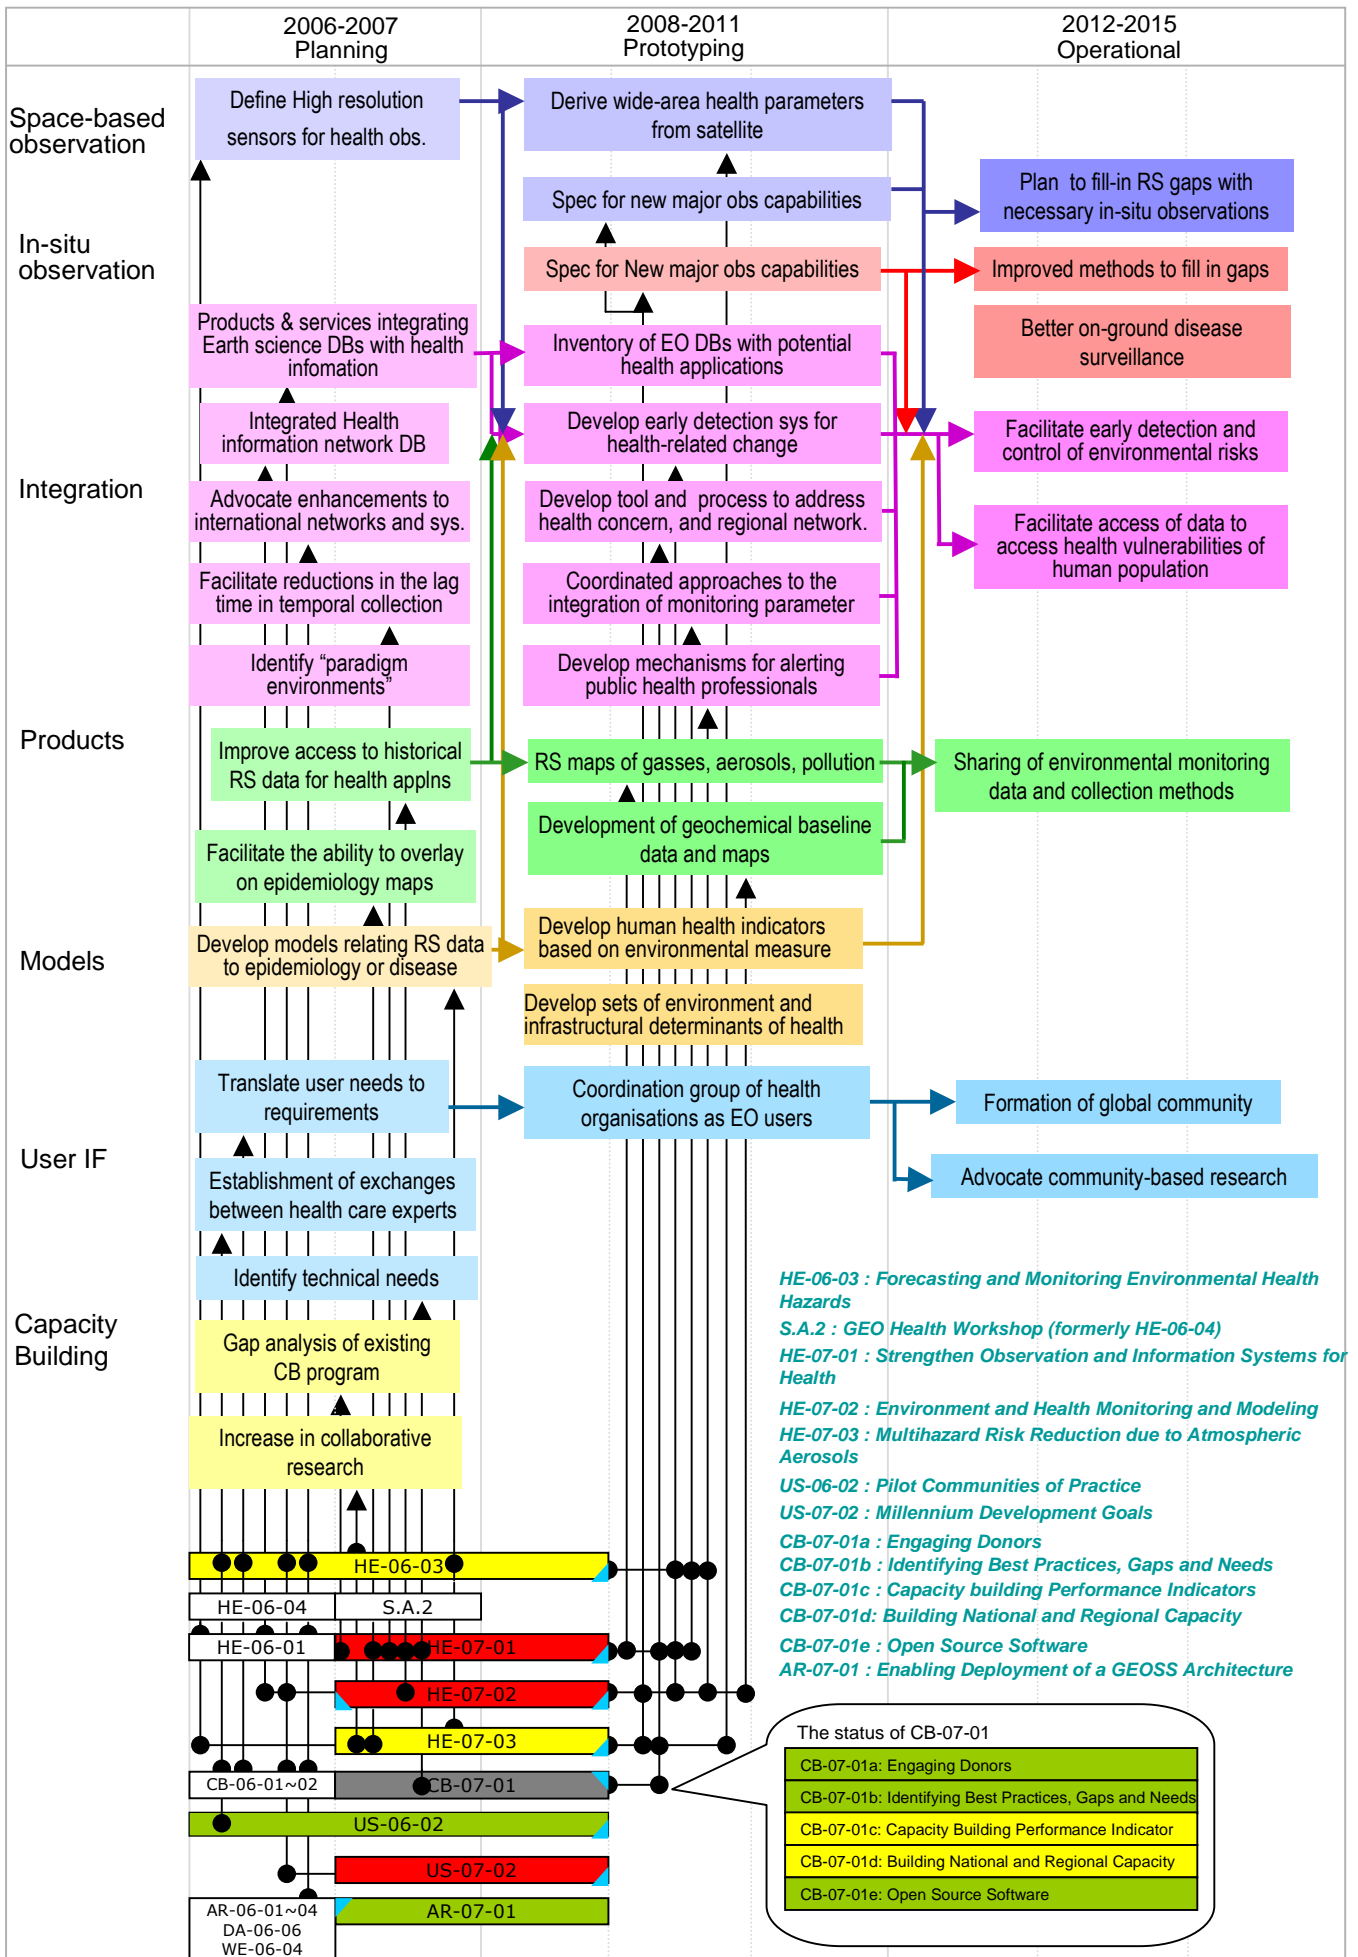 2006-2007
Planning
2008-2011
Prototyping
2012-2015
Operational
Space-based
observation
Define High resolution
sensors for health obs.
Derive wide-area health parameters
from satellite
Spec for new major obs capabilities
Plan to fill-in RS gaps with
necessary in-situ observations
In-situ
observation
Spec for New major obs capabilities
Improved methods to fill in gaps
Better on-ground disease
surveillance
Integration
Products & services integrating
Earth science DBs with health
infomation
Inventory of EO DBs with potential
health applications
Integrated Health
information network DB
Develop early detection sys for
health-related change
Facilitate early detection and
control of environmental risks
Advocate enhancements to
international networks and sys.
Develop tool and process to address
health concern, and regional network.
Facilitate access of data to
access health vulnerabilities of
human population
Facilitate reductions in the lag
time in temporal collection
Coordinated approaches to the
integration of monitoring parameter
Identify “paradigm
environments”
Develop mechanisms for alerting
public health professionals
Products
Improve access to historical
RS data for health applns
RS maps of gasses, aerosols, pollution
Sharing of environmental monitoring
data and collection methods
Facilitate the ability to overlay
on epidemiology maps
Development of geochemical baseline
data and maps
Models
Develop models relating RS data
to epidemiology or disease
Develop human health indicators
based on environmental measure
Develop sets of environment and
infrastructural determinants of health
User IF
Translate user needs to
requirements
Coordination group of health
organisations as EO users
Formation of global community
Establishment of exchanges
between health care experts
Advocate community-based research
Identify technical needs
Capacity
Building
Gap analysis of existing
CB program
Increase in collaborative
research
HE-06-03 : Forecasting and Monitoring Environmental Health
Hazards
S.A.2 : GEO Health Workshop (formerly HE-06-04)
HE-07-01 : Strengthen Observation and Information Systems for
Health
HE-07-02 : Environment and Health Monitoring and Modeling
HE-07-03 : Multihazard Risk Reduction due to Atmospheric
Aerosols
US-06-02 : Pilot Communities of Practice
US-07-02 : Millennium Development Goals
CB-07-01a : Engaging Donors
CB-07-01b : Identifying Best Practices, Gaps and Needs
CB-07-01c : Capacity building Performance Indicators
CB-07-01d: Building National and Regional Capacity
CB-07-01e : Open Source Software
AR-07-01 : Enabling Deployment of a GEOSS Architecture
HE-06-03
HE-06-04
S.A.2
HE-06-01
HE-07-01
HE-07-02
HE-07-03
CB-06-01~02
CB-07-01
US-06-02
US-07-02
AR-06-01~04
DA-06-06
WE-06-04
AR-07-01
The status of CB-07-01
CB-07-01a: Engaging Donors
CB-07-01b: Identifying Best Practices, Gaps and Needs
CB-07-01c: Capacity Building Performance Indicator
CB-07-01d: Building National and Regional Capacity
CB-07-01e: Open Source Software